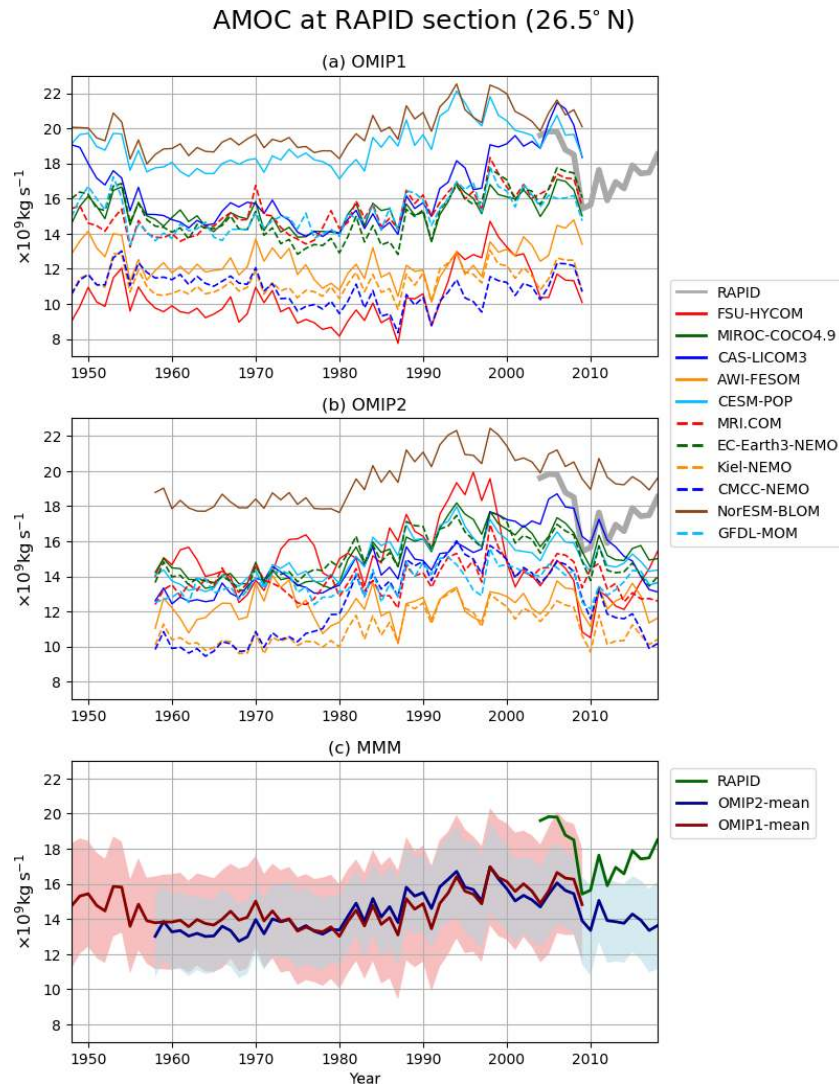 AMOC at RAPID section (26.5° N)
(a) OMIP1
×10⁹kg s⁻¹
22
20
18
16
14
12
10
8
1950 1960 1970 1980 1990 2000 2010
RAPID
FSU-HYCOM
MIROC-COCO4.9
CAS-LICOM3
AWI-FESOM
CESM-POP
MRI.COM
EC-Earth3-NEMO
Kiel-NEMO
CMCC-NEMO
NorESM-BLOM
GFDL-MOM
(b) OMIP2
×10⁹kg s⁻¹
22
20
18
16
14
12
10
8
1950 1960 1970 1980 1990 2000 2010
(c) MMM
×10⁹kg s⁻¹
22
20
18
16
14
12
10
8
1950 1960 1970 1980 1990 2000 2010
Year
RAPID
OMIP2-mean
OMIP1-mean